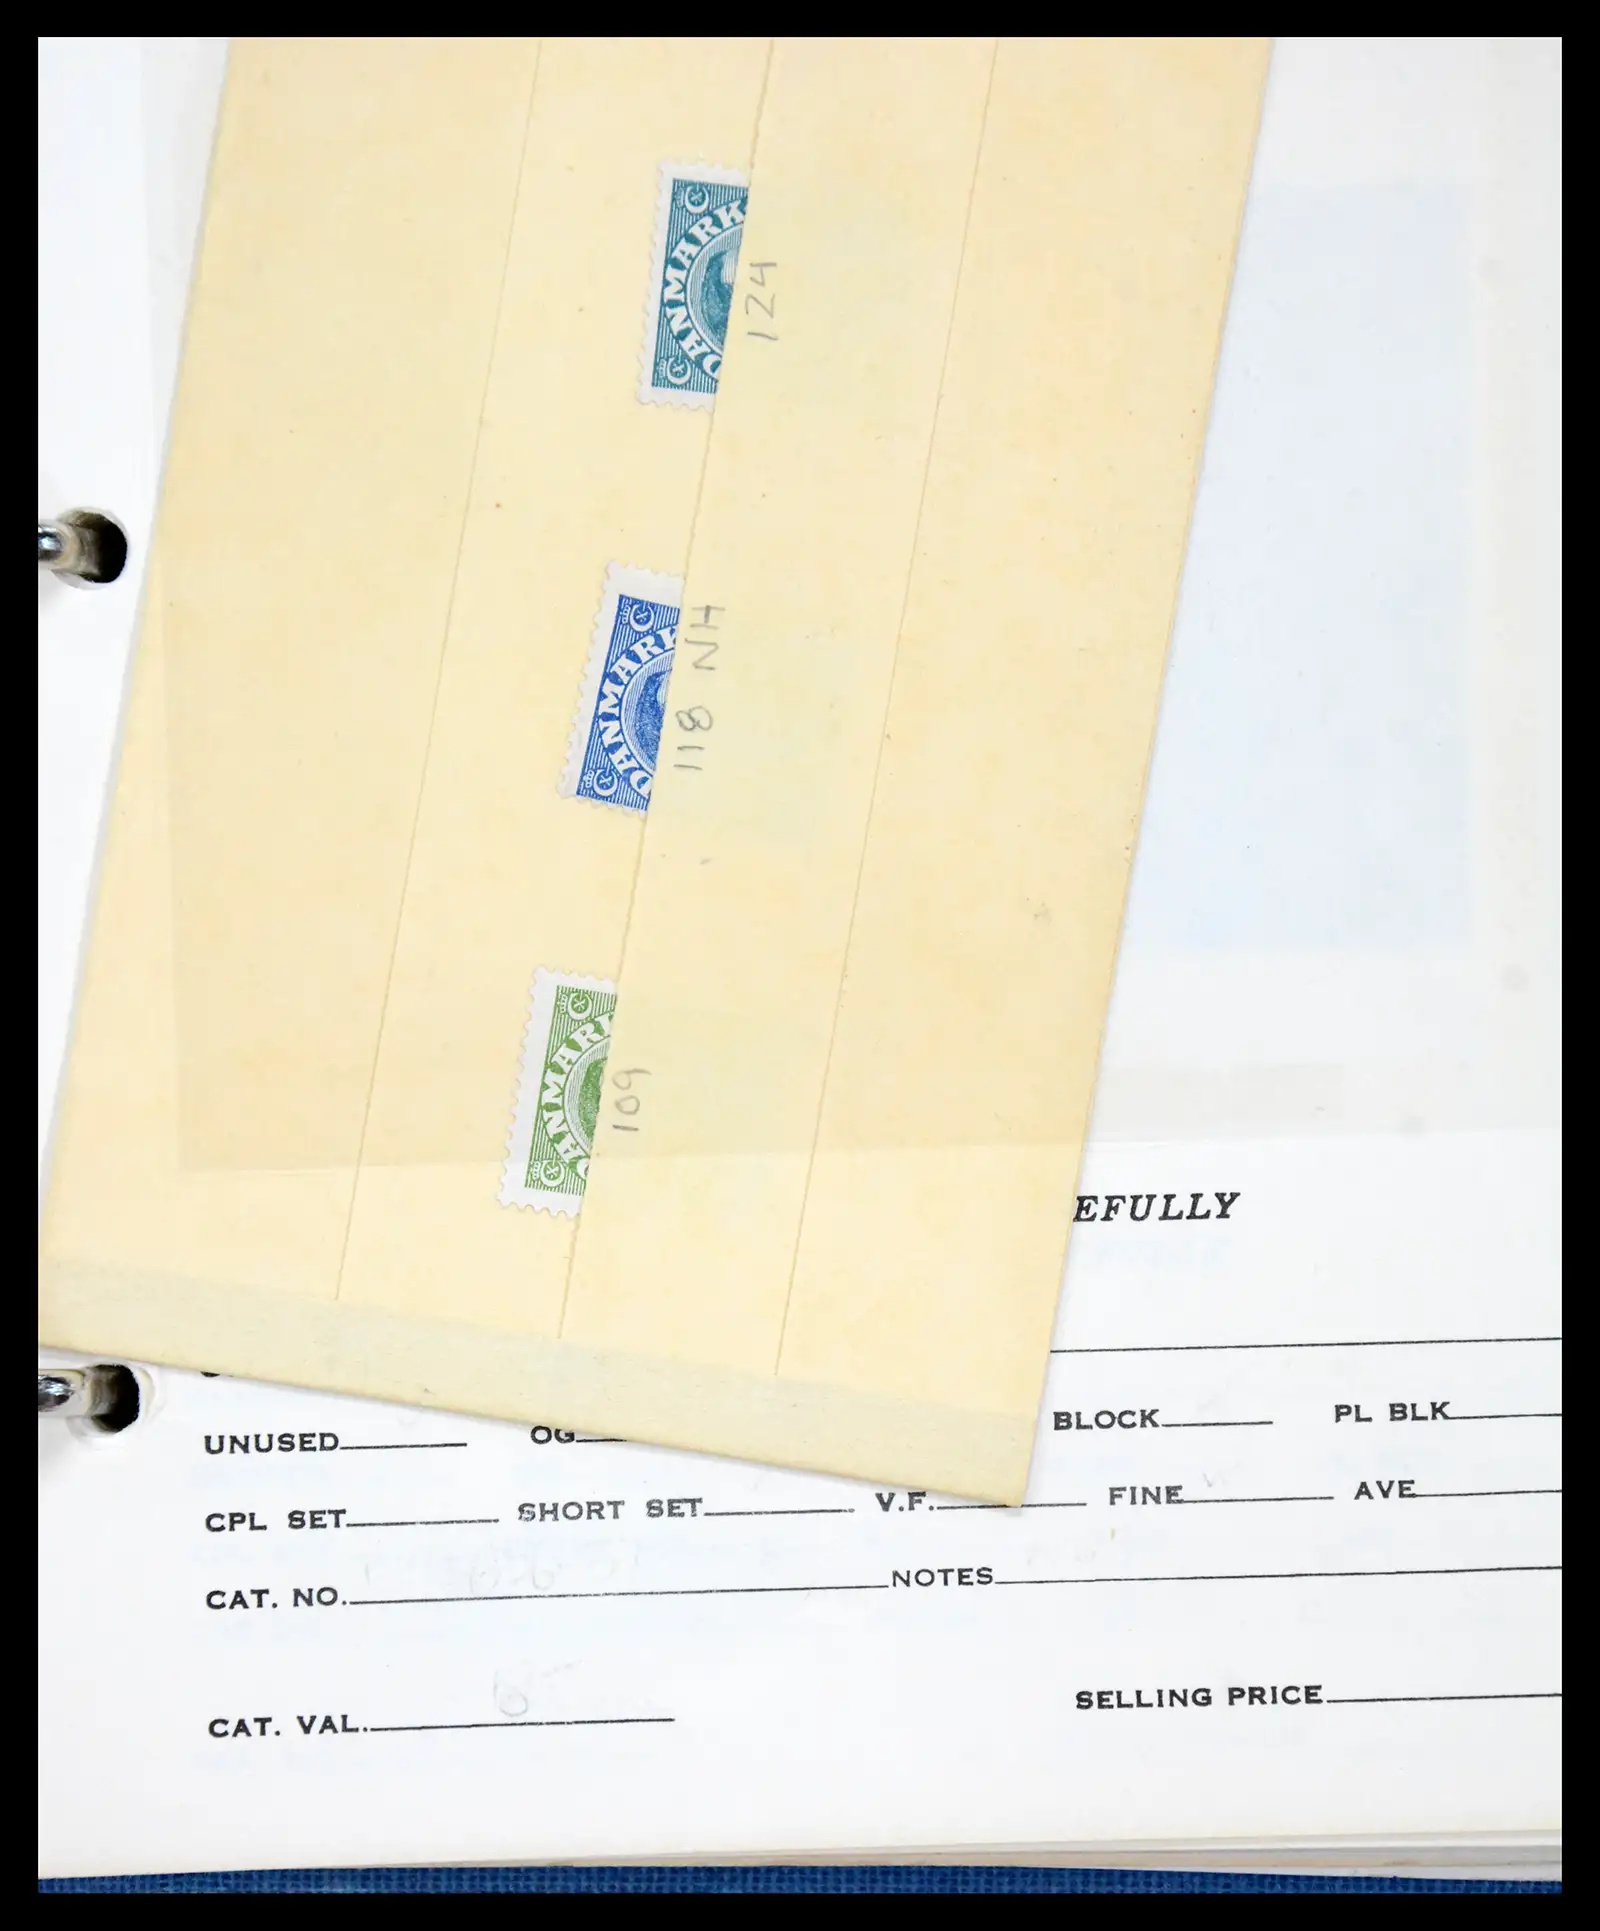 DANMARK
124
DANMARK
118 NH
DANMARK
109
EFULLY
BLOCK PL BLK
UNUSED OG
CPL SET SHORT SET V.F. FINE AVE
CAT. NO. NOTES
CAT. VAL. SELLING PRICE